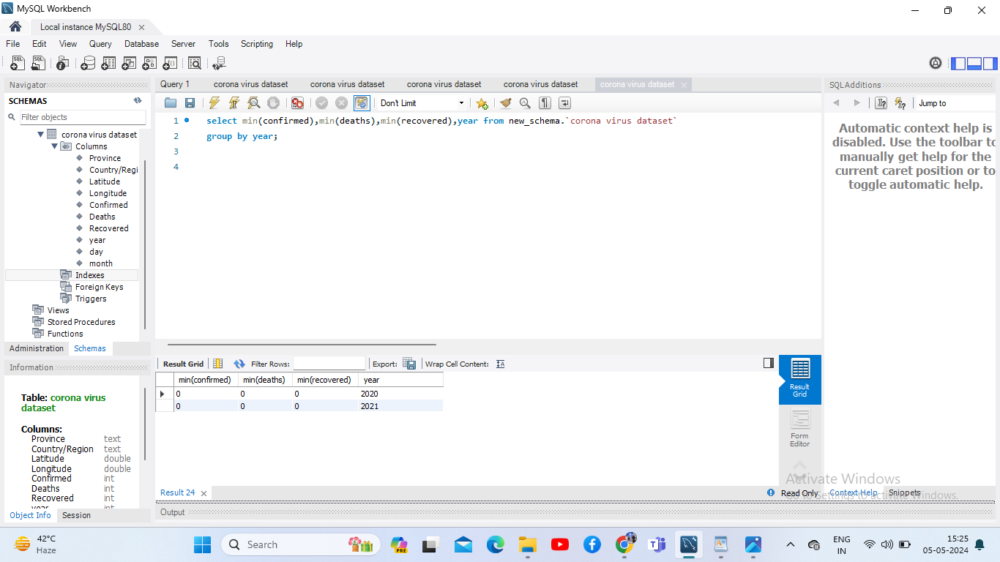 MySQL Workbench
Local instance MySQL80
File Edit View Query Database Server Tools Scripting Help
Navigator
SCHEMAS
Filter objects
corona virus dataset
Columns
Province
Country/Regi
Latitude
Longitude
Confirmed
Deaths
Recovered
year
day
month
Indexes
Foreign Keys
Triggers
Views
Stored Procedures
Functions
Administration Schemas
Information
Table: corona virus
dataset
Columns:
Province text
Country/Region text
Latitude double
Longitude double
Confirmed int
Deaths int
Recovered int
year int
Object Info Session
Query 1 corona virus dataset corona virus dataset corona virus dataset corona virus dataset corona virus dataset
Don't Limit
1 select min(confirmed),min(deaths),min(recovered),year from new_schema.`corona virus dataset`
2 group by year;
3
4
Result Grid Filter Rows: Export: Wrap Cell Content:
min(confirmed) min(deaths) min(recovered) year
0 0 0 2020
0 0 0 2021
Result
Grid
Form
Editor
Result 24
Read Only
Output
SQLAdditions
Jump to
Automatic context help is
disabled. Use the toolbar to
manually get help for the
current caret position or to
toggle automatic help.
Activate Windows
Go to Settings to activate Windows.
Context Help Snippets
42°C
Haze
Search
PRE
ENG
IN
15:25
05-05-2024